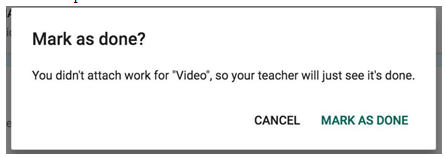 Mark as done?
You didn't attach work for "Video", so your teacher will just see it's done.
CANCEL MARK AS DONE